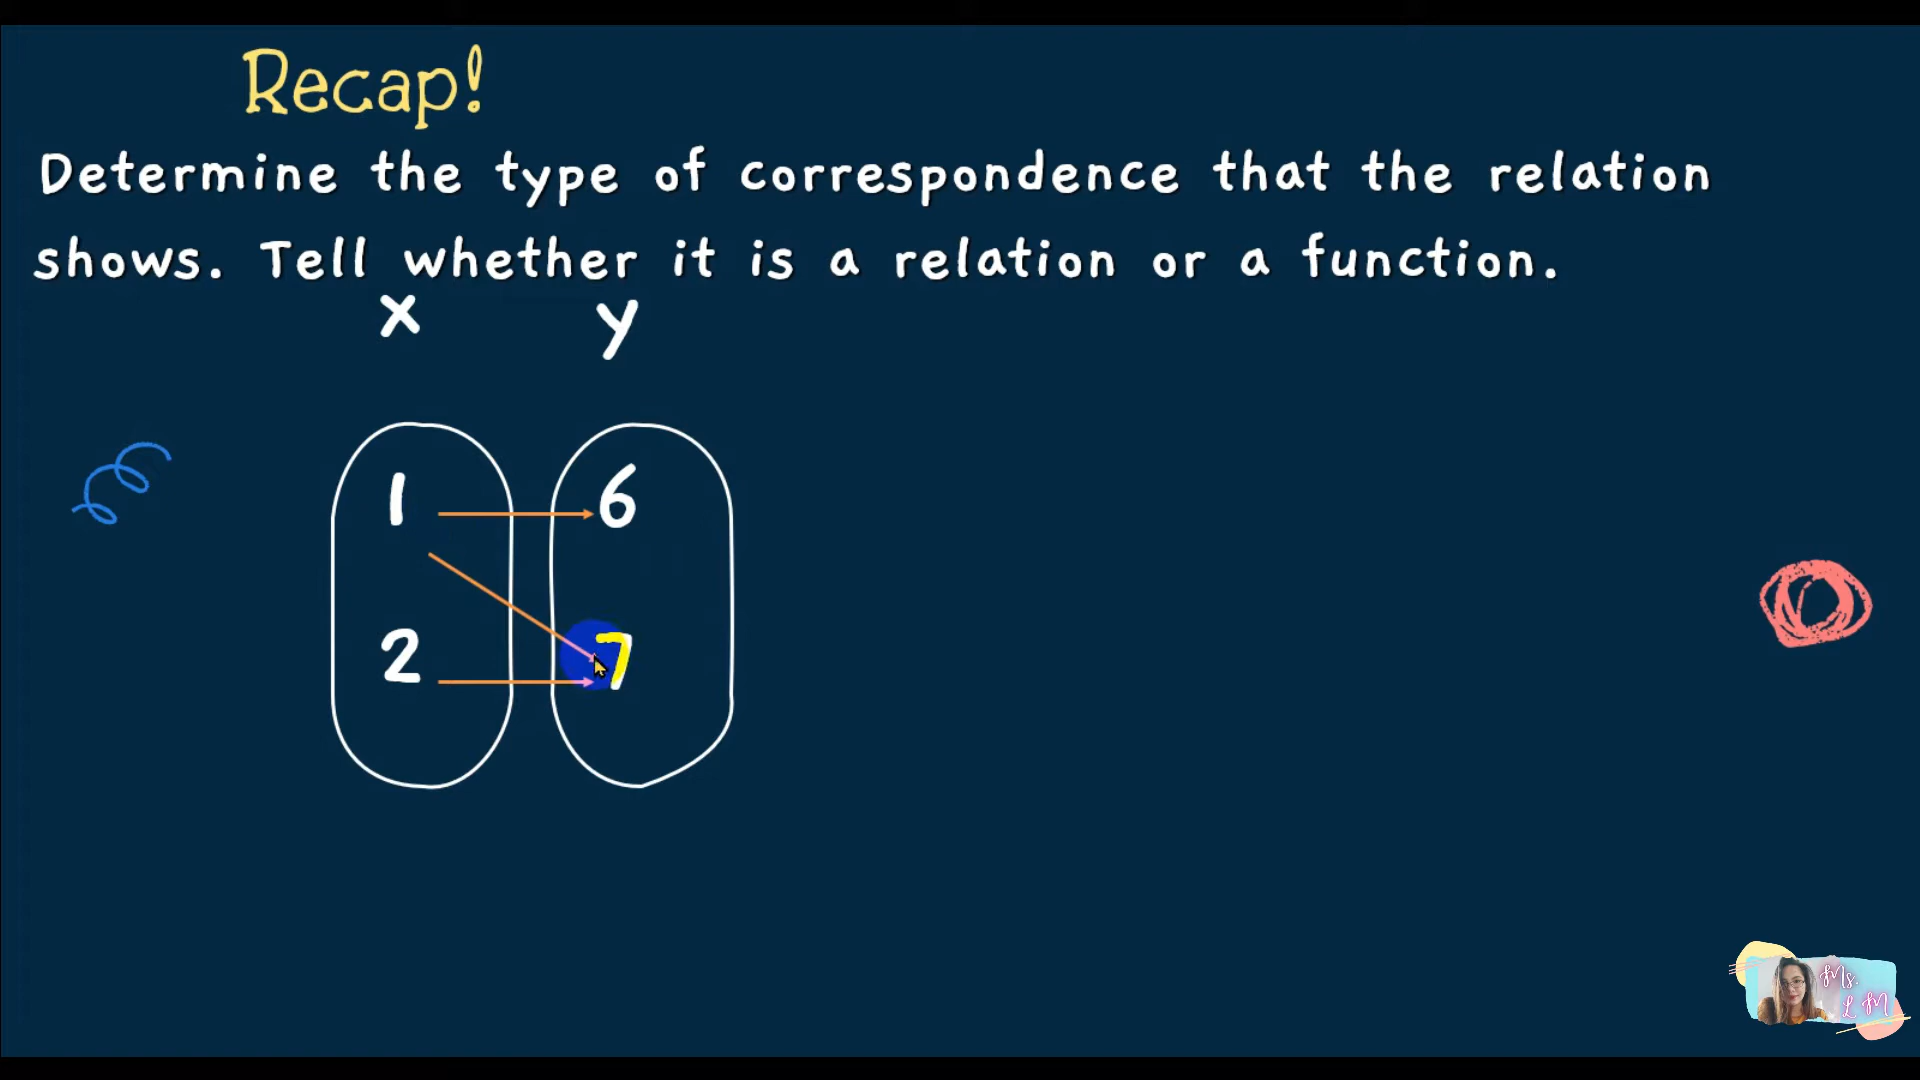 Recap!
Determine the type of correspondence that the relation
shows. Tell whether it is a relation or a function.
x y
1 6
2 7
Ms.
L M